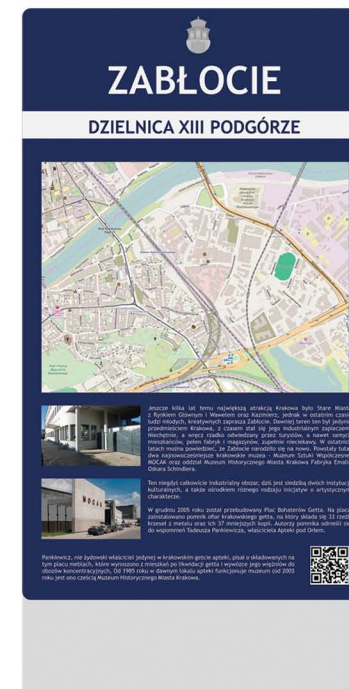 ZABŁOCIE
DZIELNICA XIII PODGÓRZE
Jeszcze kilka lat temu największą atrakcją Krakowa było Stare Miasto
z Rynkiem Głównym i Wawelem oraz Kazimierz, jednak w ostatnim czasie
ludzi młodych, kreatywnych zaprasza Zabłocie. Dawniej teren ten był jedynie
przedmieściem Krakowa, z czasem stał się jego industrialnym zapleczem.
Niechętnie, a wręcz rzadko odwiedzany przez turystów, a nawet samych
mieszkańców, pełen fabryk i magazynów, zupełnie nieciekawy. W ostatnich
latach można powiedzieć, że Zabłocie narodziło się na nowo. Powstały tutaj
dwa najnowocześniejsze krakowskie muzea - Muzeum Sztuki Współczesnej
MOCAK oraz oddział Muzeum Historycznego Miasta Krakowa Fabryka Emalia
Oskara Schindlera.
Ten niegdyś całkowicie industrialny obszar, dziś jest siedzibą dwóch instytucji
kulturalnych, a także ośrodkiem różnego rodzaju inicjatyw o artystycznym
charakterze.
MOCAK
W grudniu 2005 roku został przebudowany Plac Bohaterów Getta. Na placu
zainstalowano pomnik ofiar krakowskiego getta, na który składa się 33 rzędy
krzeseł z metalu oraz ich 37 mniejszych kopii. Autorzy pomnika odnieśli się
do wspomnień Tadeusza Pankiewicza, właściciela Apteki pod Orłem.
Pankiewicz, nie żydowski właściciel jedynej w krakowskim getcie apteki, pisał o składowanych na
tym placu meblach, które wynoszono z mieszkań po likwidacji getta i wywózce jego więźniów do
obozów koncentracyjnych. Od 1985 roku w dawnym lokalu apteki funkcjonuje muzeum (od 2003
roku jest ono częścią Muzeum Historycznego Miasta Krakowa.